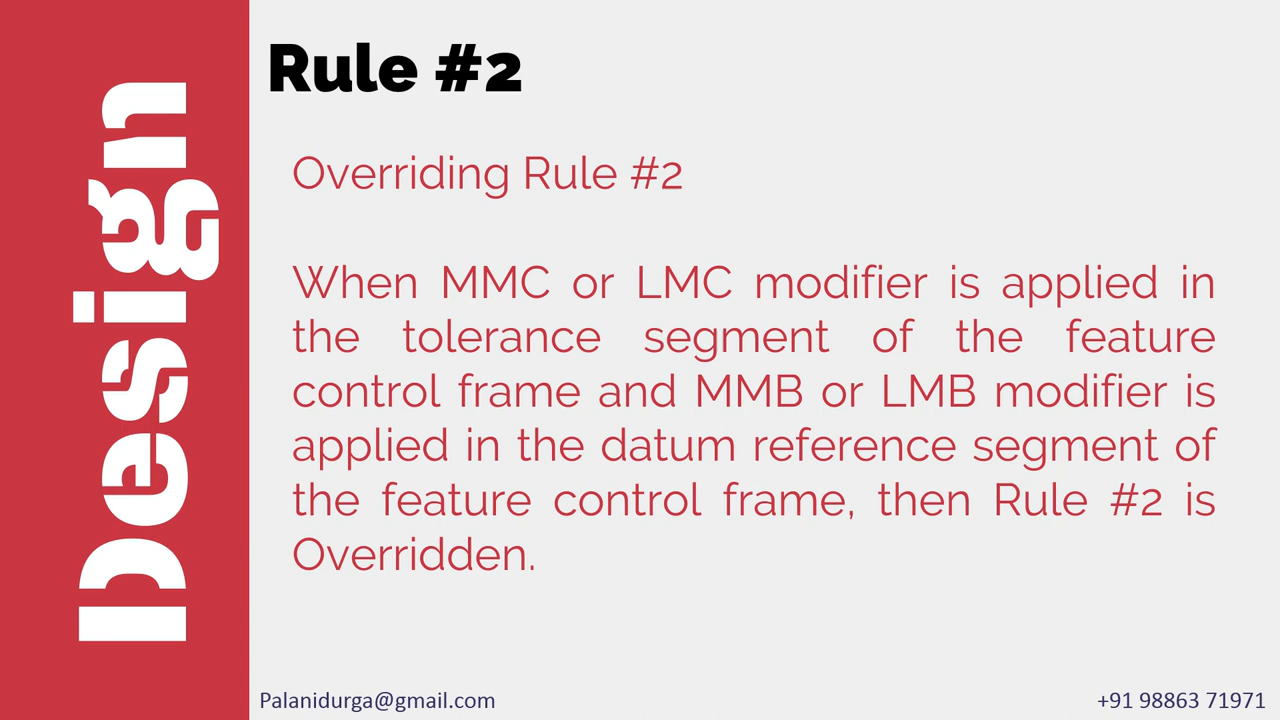 Design
Rule #2
Overriding Rule #2
When MMC or LMC modifier is applied in
the tolerance segment of the feature
control frame and MMB or LMB modifier is
applied in the datum reference segment of
the feature control frame, then Rule #2 is
Overridden.
Palanidurga@gmail.com
+91 98863 71971